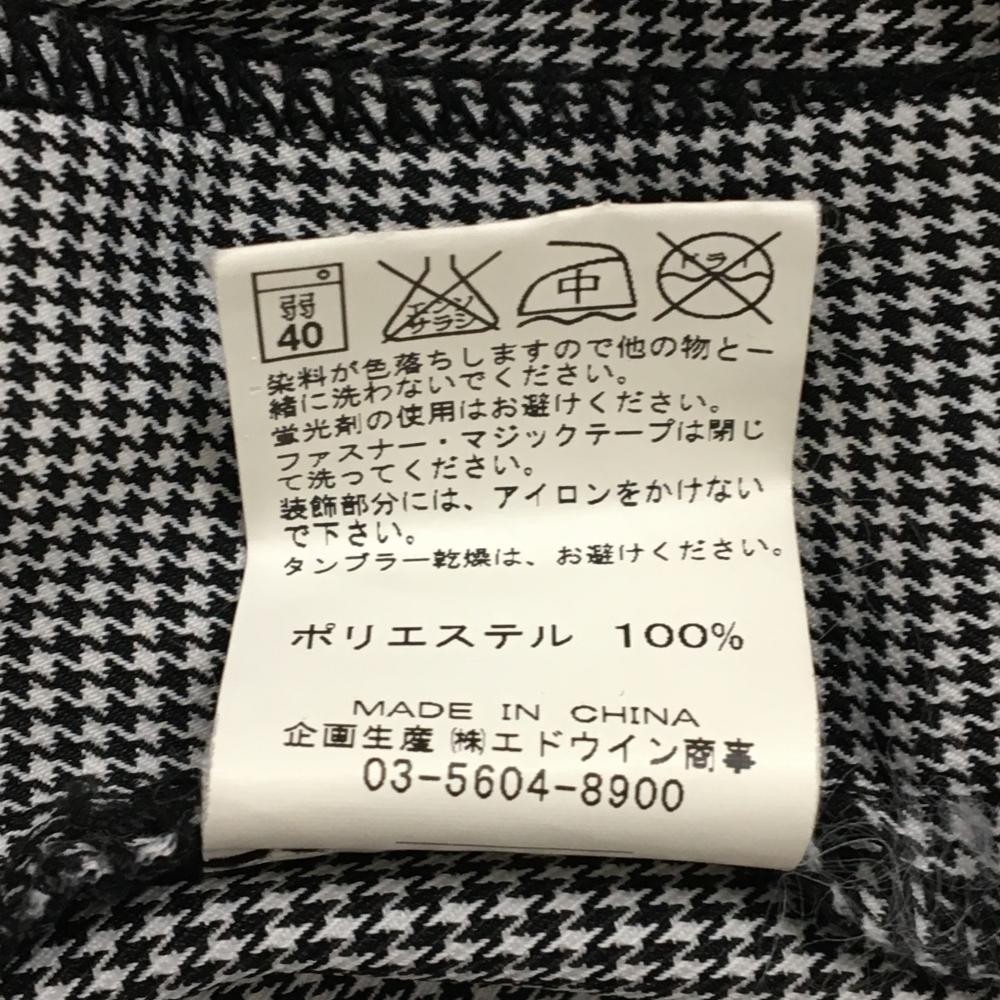 弱
40
エンソ
サラシ
中
ドライ
染料が色落ちしますので他の物と一
緒に洗わないでください。
蛍光剤の使用はお避けください。
ファスナー・マジックテープは閉じ
て洗ってください。
装飾部分には、アイロンをかけない
で下さい。
タンブラー乾燥は、お避けください。
ポリエステル 100%
MADE IN CHINA
企画生産 ㈱エドウイン商事
03-5604-8900